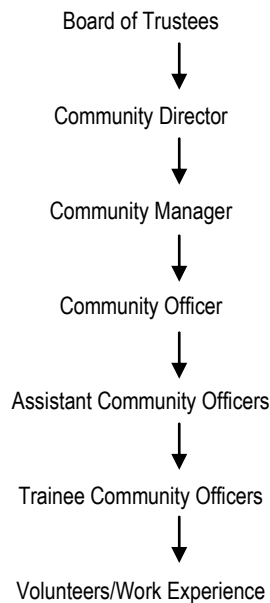 Board of Trustees
Community Director
Community Manager
Community Officer
Assistant Community Officers
Trainee Community Officers
Volunteers/Work Experience